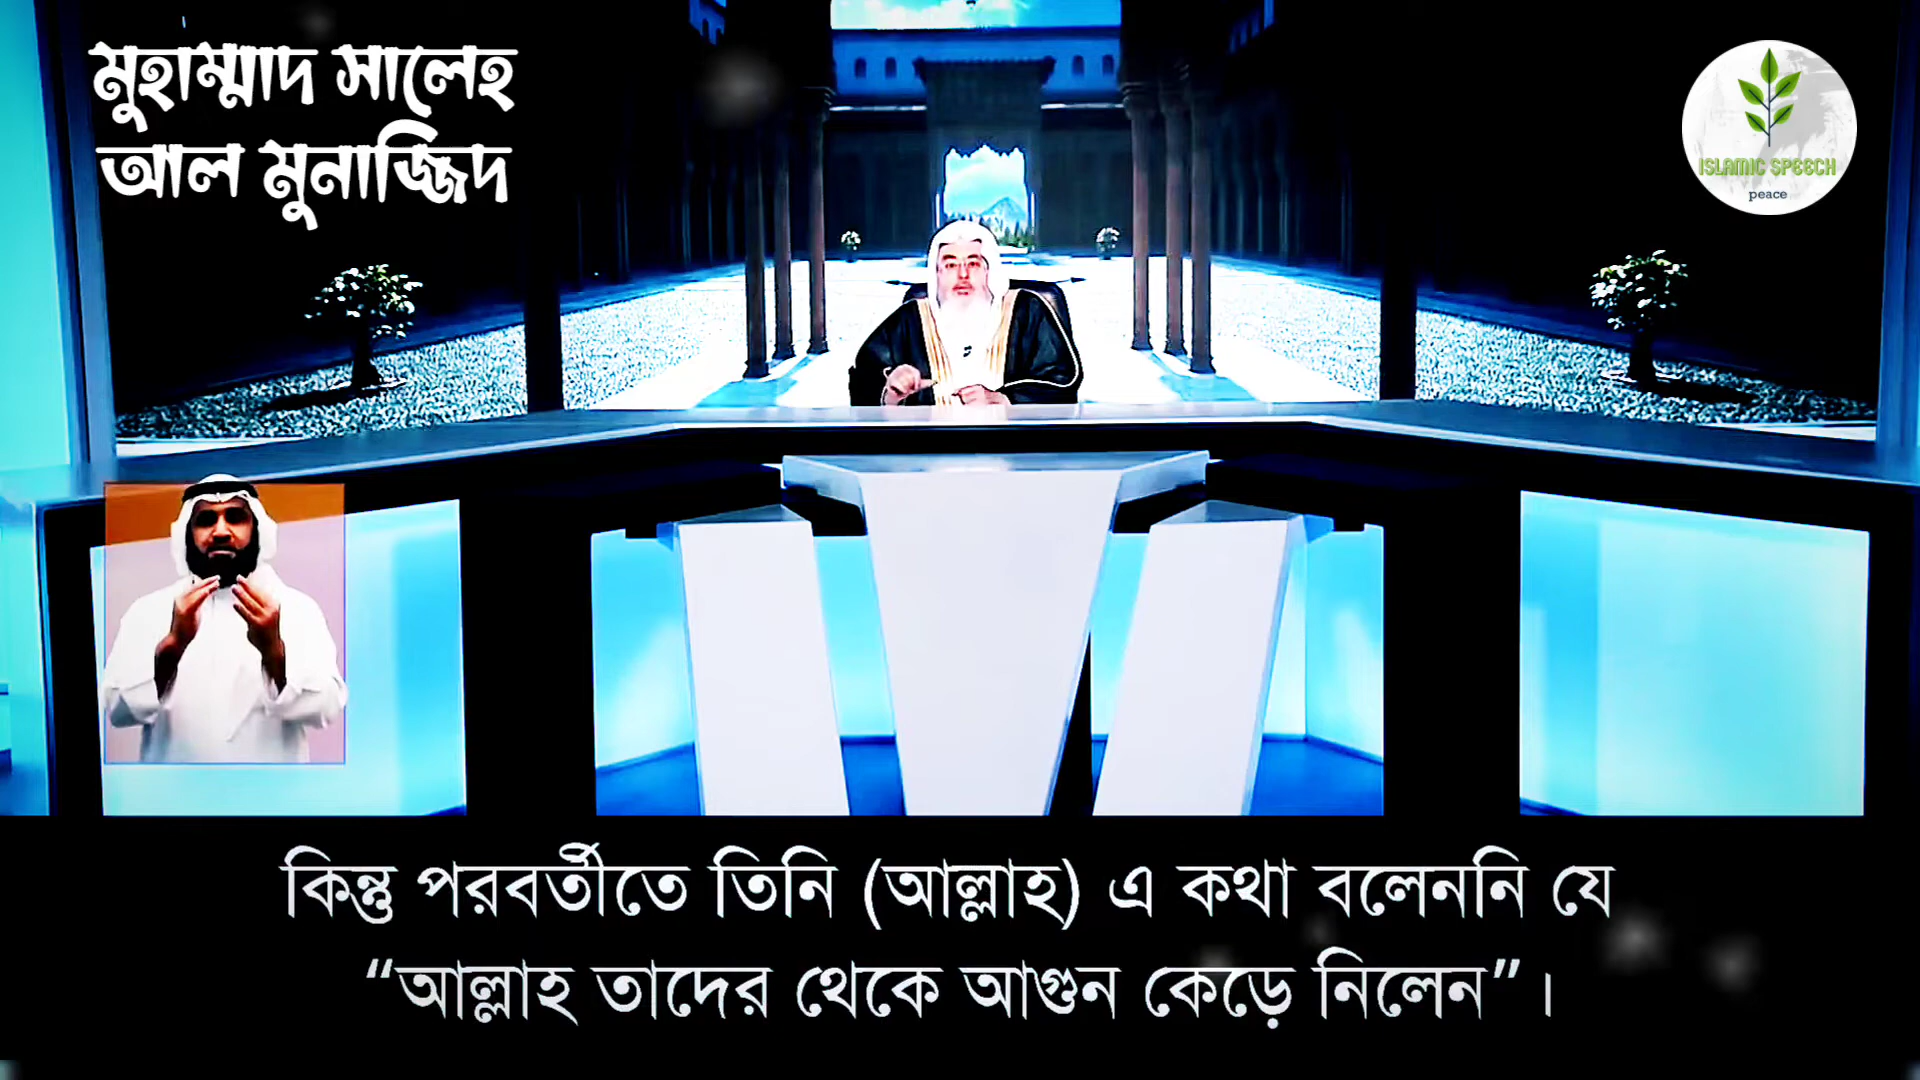 মুহাম্মাদ সালেহ
আল মুনাজ্জিদ
ISLAMIC SPEECH
peace
কিন্তু পরবর্তীতে তিনি (আল্লাহ) এ কথা বলেননি যে
“আল্লাহ তাদের থেকে আগুন কেড়ে নিলেন”।